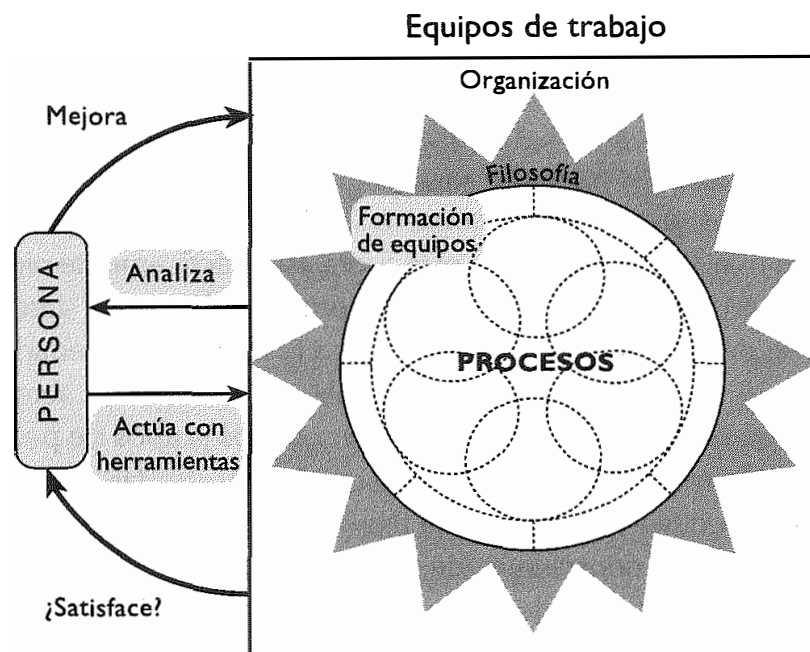 Equipos de trabajo
Organización
Mejora
Filosofía
Formación
de equipos
PERSONA
Analiza
PROCESOS
Actúa con
herramientas
¿Satisface?